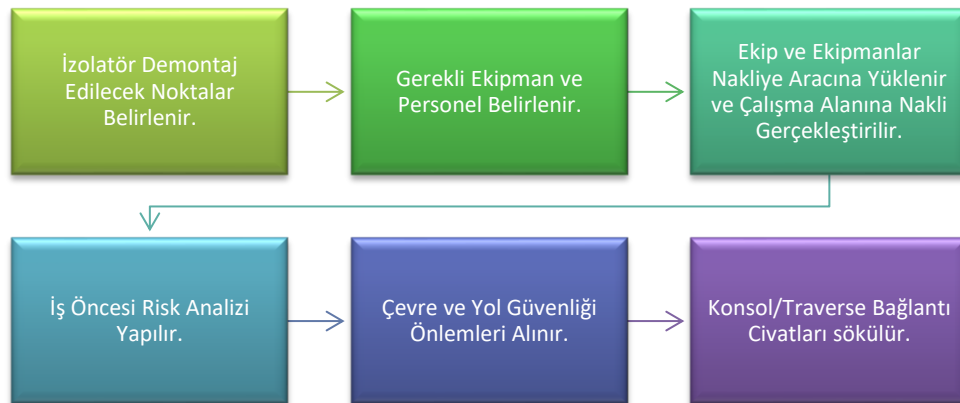 İzolatör Demontaj
Edilecek Noktalar
Belirlenir.
Gerekli Ekipman ve
Personel Belirlenir.
Ekip ve Ekipmanlar
Nakliye Aracına Yüklenir
ve Çalışma Alanına Nakli
Gerçekleştirilir.
İş Öncesi Risk Analizi
Yapılır.
Çevre ve Yol Güvenliği
Önlemleri Alınır.
Konsol/Traverse Bağlantı
Civatları sökülür.